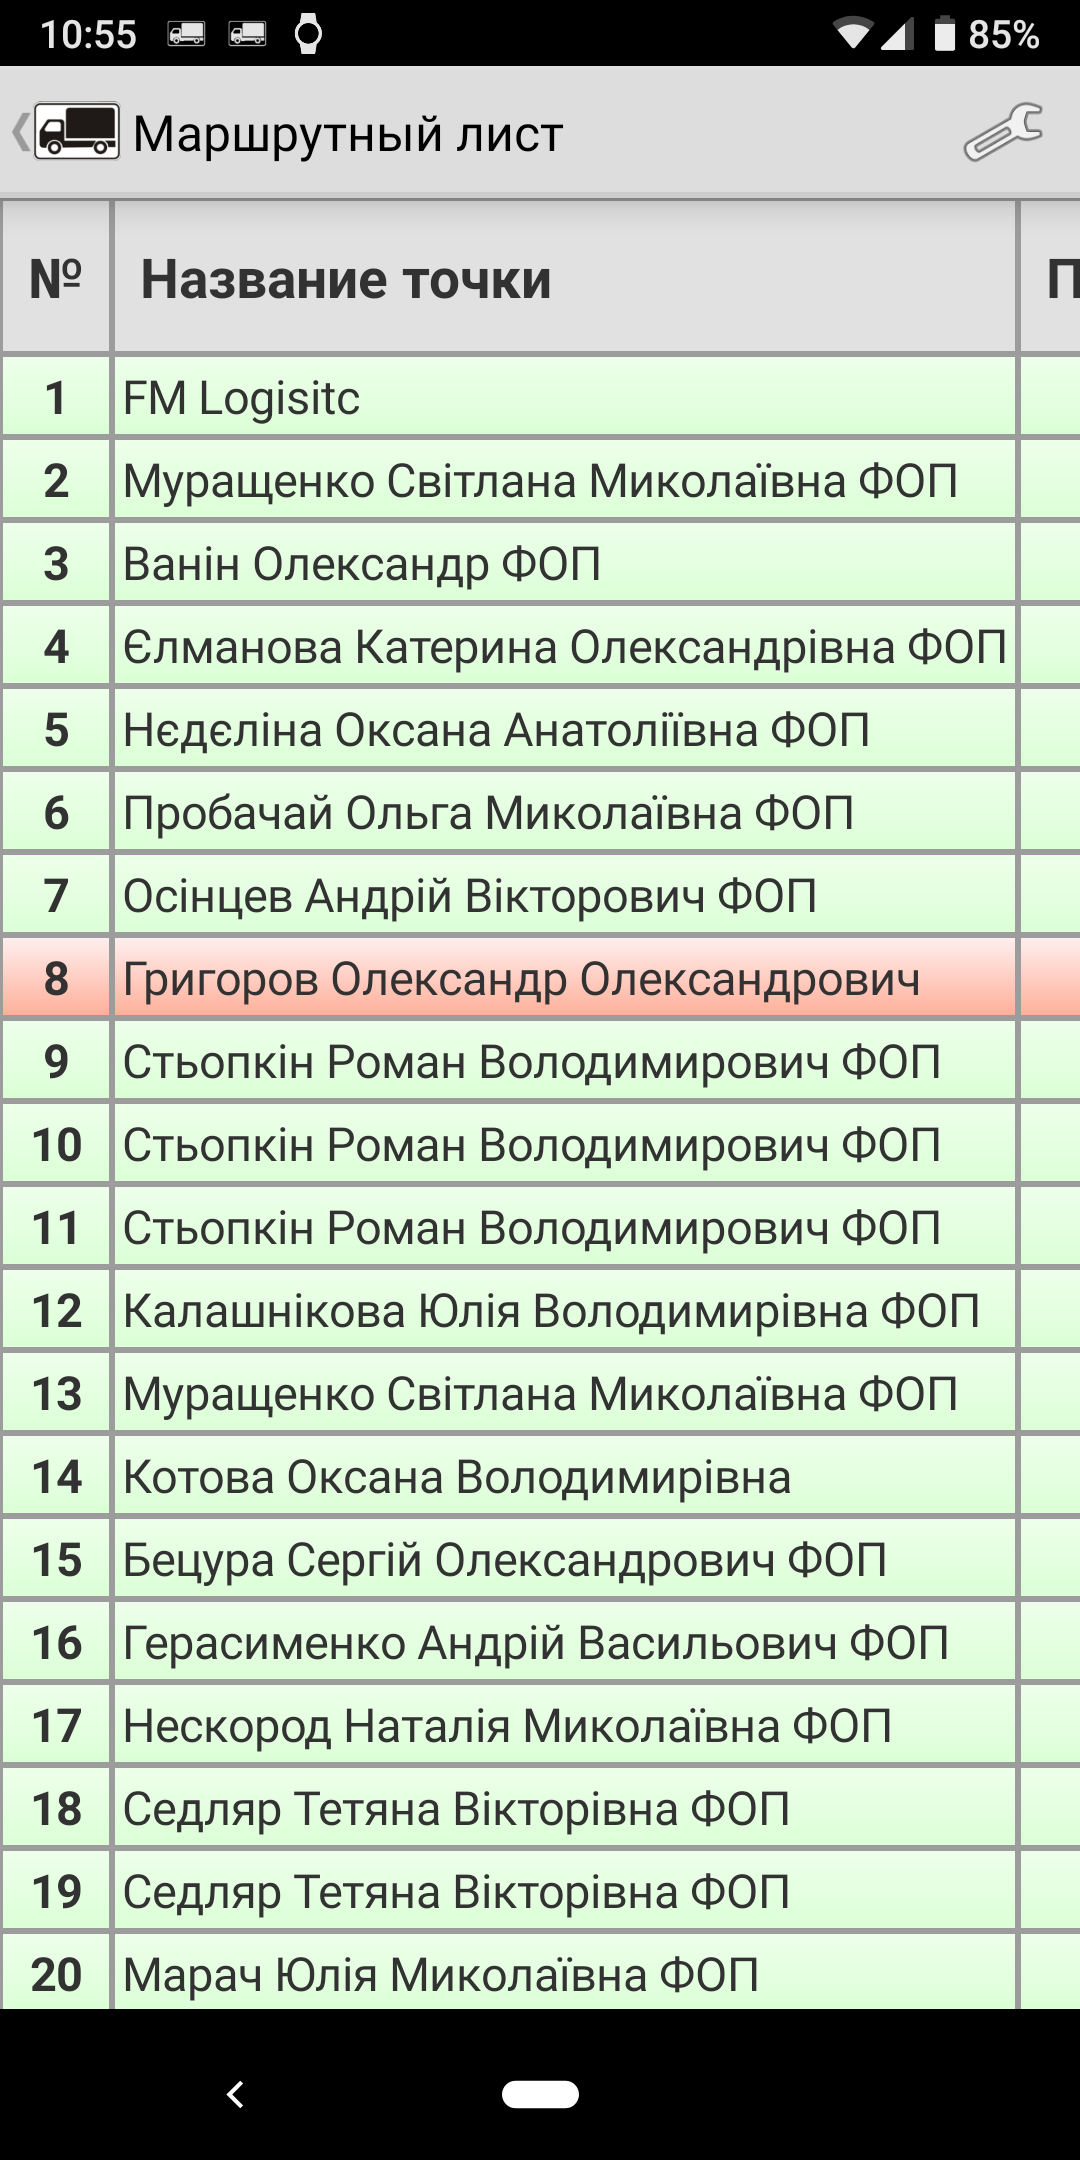 10:55 85%
Маршрутный лист
№ Название точки П
1 FM Logisitc
2 Муращенко Світлана Миколаївна ФОП
3 Ванін Олександр ФОП
4 Єлманова Катерина Олександрівна ФОП
5 Нєдєліна Оксана Анатоліївна ФОП
6 Пробачай Ольга Миколаївна ФОП
7 Осінцев Андрій Вікторович ФОП
8 Григоров Олександр Олександрович
9 Стьопкін Роман Володимирович ФОП
10 Стьопкін Роман Володимирович ФОП
11 Стьопкін Роман Володимирович ФОП
12 Калашнікова Юлія Володимирівна ФОП
13 Муращенко Світлана Миколаївна ФОП
14 Котова Оксана Володимирівна
15 Бецура Сергій Олександрович ФОП
16 Герасименко Андрій Васильович ФОП
17 Нескород Наталія Миколаївна ФОП
18 Седляр Тетяна Вікторівна ФОП
19 Седляр Тетяна Вікторівна ФОП
20 Марач Юлія Миколаївна ФОП